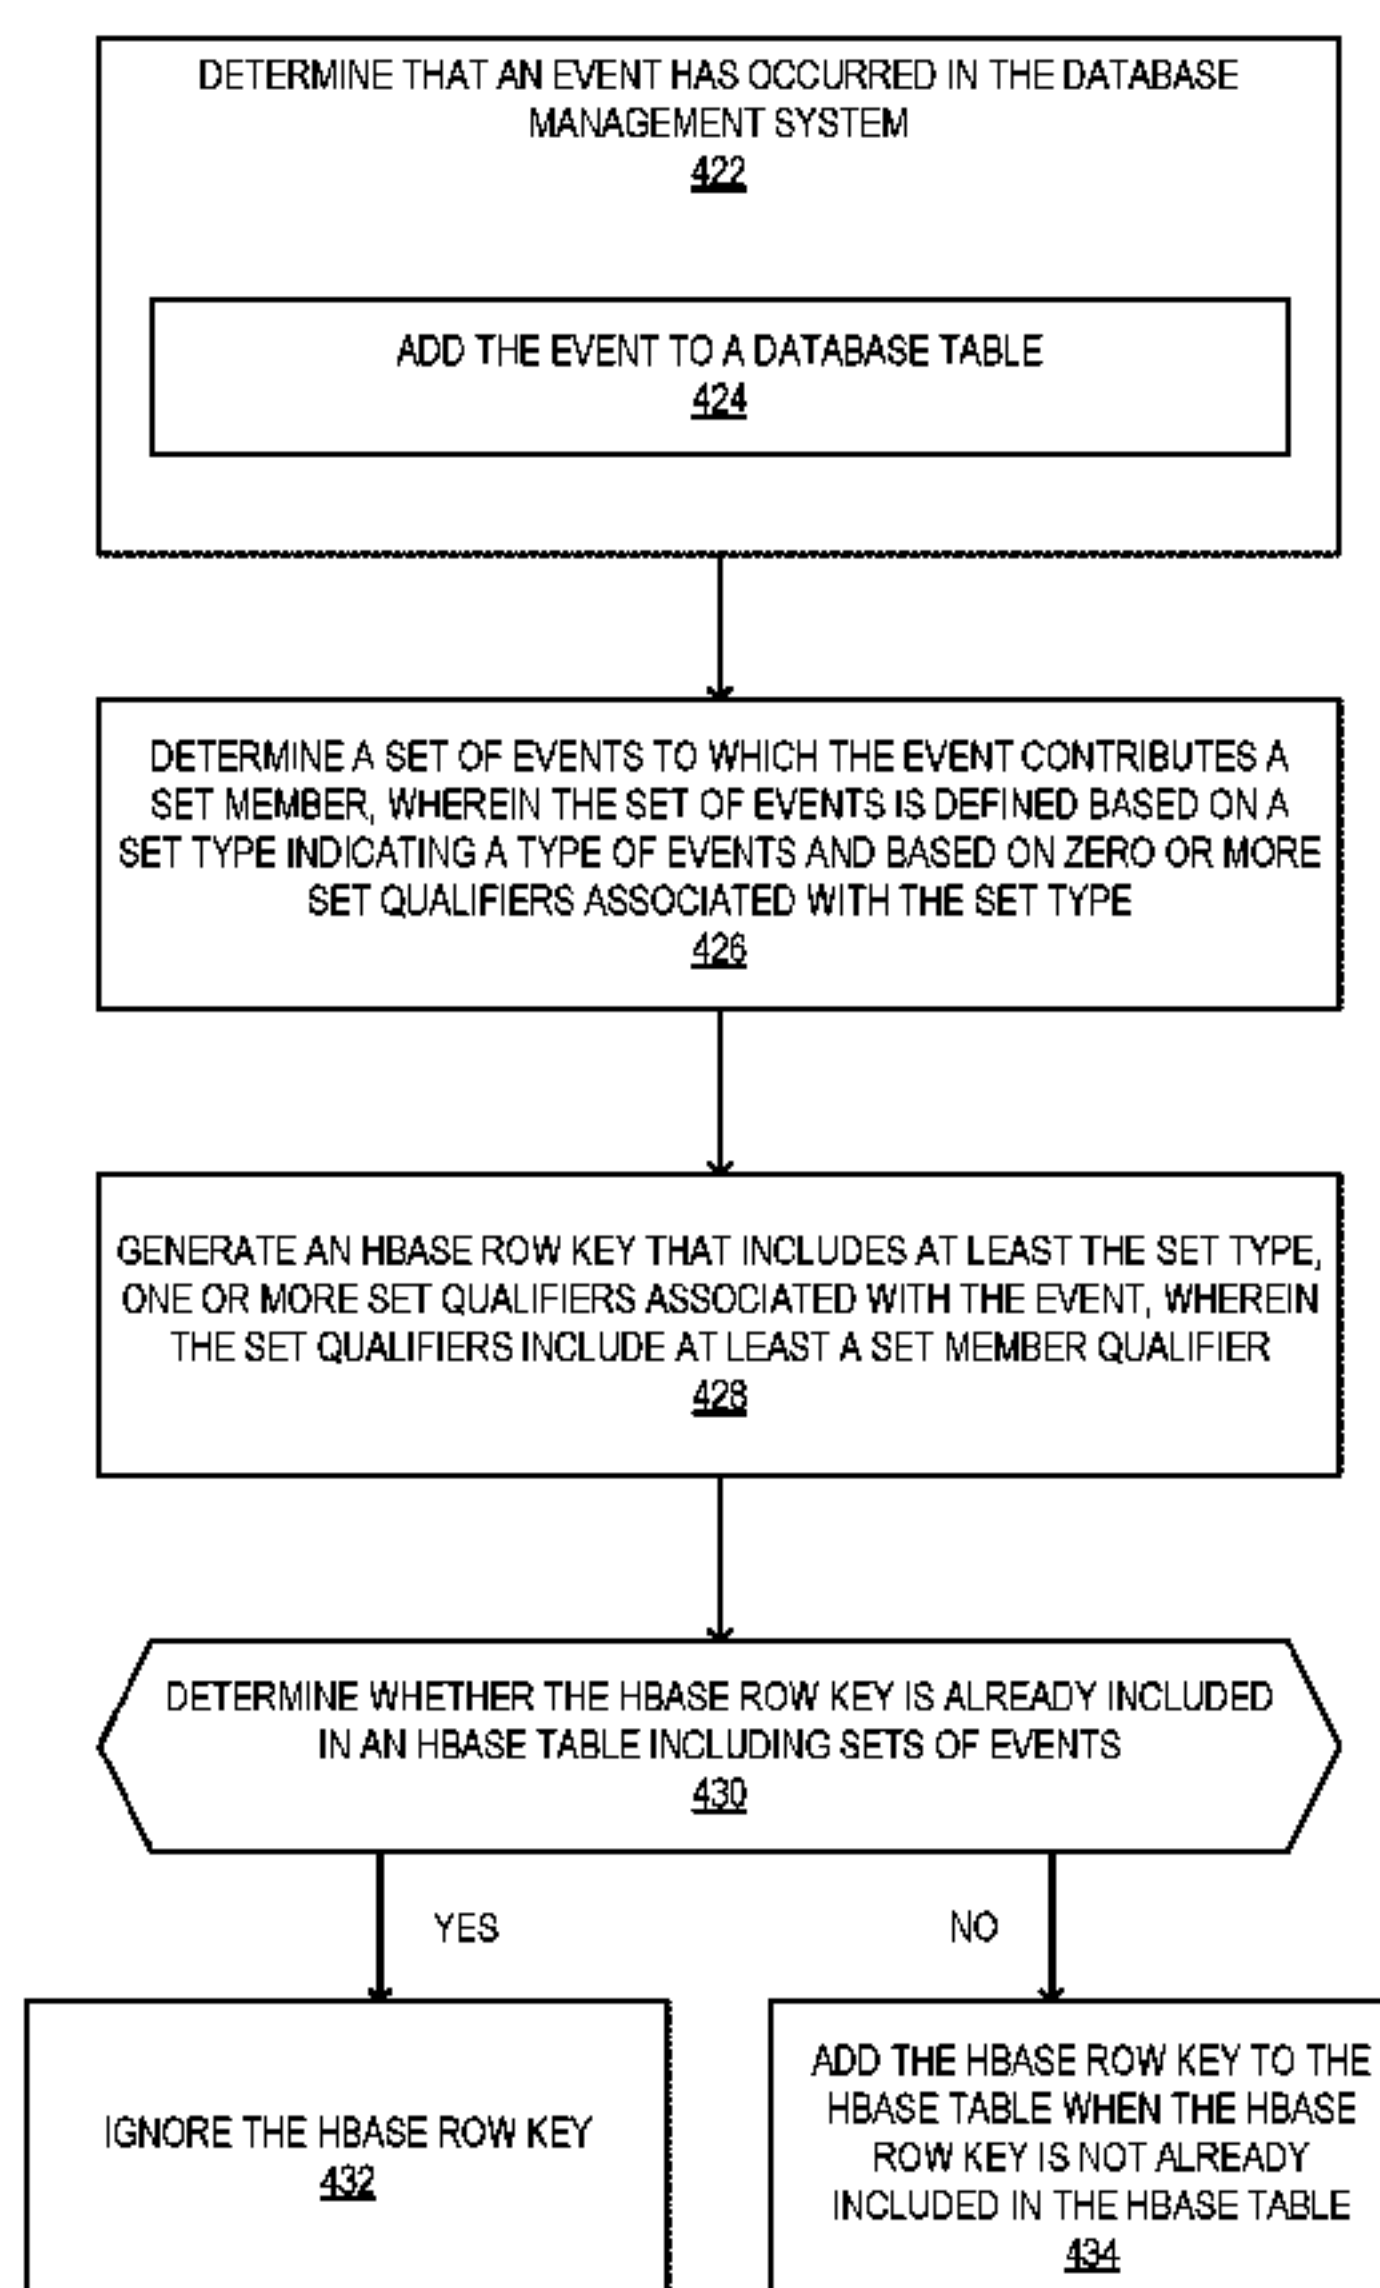 DETERMINE THAT AN EVENT HAS OCCURRED IN THE DATABASE
MANAGEMENT SYSTEM
422
ADD THE EVENT TO A DATABASE TABLE
424
DETERMINE A SET OF EVENTS TO WHICH THE EVENT CONTRIBUTES A
SET MEMBER, WHEREIN THE SET OF EVENTS IS DEFINED BASED ON A
SET TYPE INDICATING A TYPE OF EVENTS AND BASED ON ZERO OR MORE
SET QUALIFIERS ASSOCIATED WITH THE SET TYPE
426
GENERATE AN HBASE ROW KEY THAT INCLUDES AT LEAST THE SET TYPE,
ONE OR MORE SET QUALIFIERS ASSOCIATED WITH THE EVENT, WHEREIN
THE SET QUALIFIERS INCLUDE AT LEAST A SET MEMBER QUALIFIER
428
DETERMINE WHETHER THE HBASE ROW KEY IS ALREADY INCLUDED
IN AN HBASE TABLE INCLUDING SETS OF EVENTS
430
YES
NO
IGNORE THE HBASE ROW KEY
432
ADD THE HBASE ROW KEY TO THE
HBASE TABLE WHEN THE HBASE
ROW KEY IS NOT ALREADY
INCLUDED IN THE HBASE TABLE
434